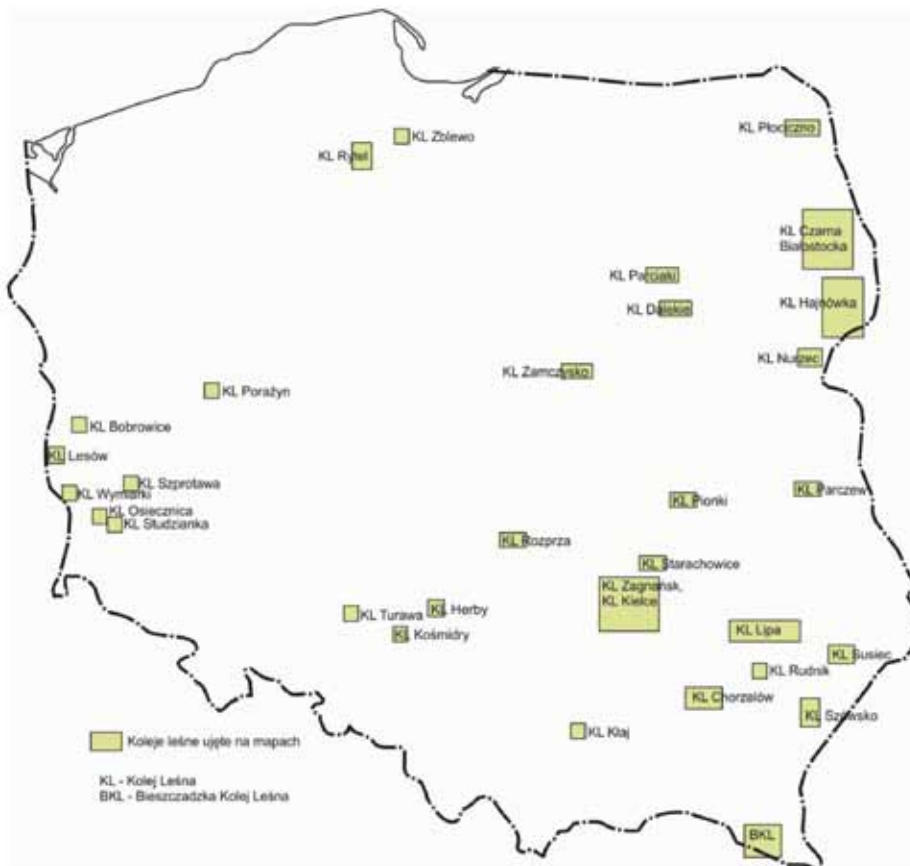 KL Zblewo
KL Rytel
KL Płociczno
KL Czarna
Białostocka
KL Parciaki
KL Hajnówka
KL Dalekie
KL Nurzec
KL Zamczysko
KL Porażyn
KL Bobrowice
KL Lesów
KL Szprotawa
KL Wymiarki
KL Parczew
KL Pionki
KL Osiecznica
KL Studzianka
KL Rozprza
KL Starachowice
KL Zagnańsk,
KL Kielce
KL Herby
KL Turawa
KL Kośmidry
KL Lipa
KL Susiec
KL Rudnik
KL Chorzelów
KL Szówsko
KL Kłaj
Koleje leśne ujęte na mapach
KL - Kolej Leśna
BKL - Bieszczadzka Kolej Leśna
BKL